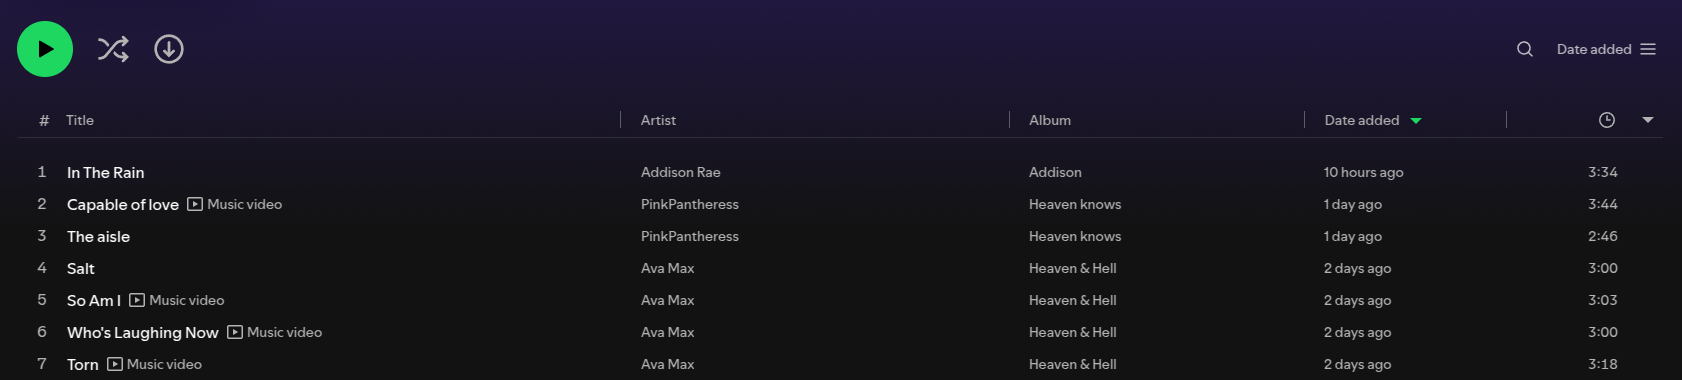 Date added
# Title Artist Album Date added
1 In The Rain Addison Rae Addison 10 hours ago 3:34
2 Capable of love Music video PinkPantheress Heaven knows 1 day ago 3:44
3 The aisle PinkPantheress Heaven knows 1 day ago 2:46
4 Salt Ava Max Heaven & Hell 2 days ago 3:00
5 So Am I Music video Ava Max Heaven & Hell 2 days ago 3:03
6 Who's Laughing Now Music video Ava Max Heaven & Hell 2 days ago 3:00
7 Torn Music video Ava Max Heaven & Hell 2 days ago 3:18